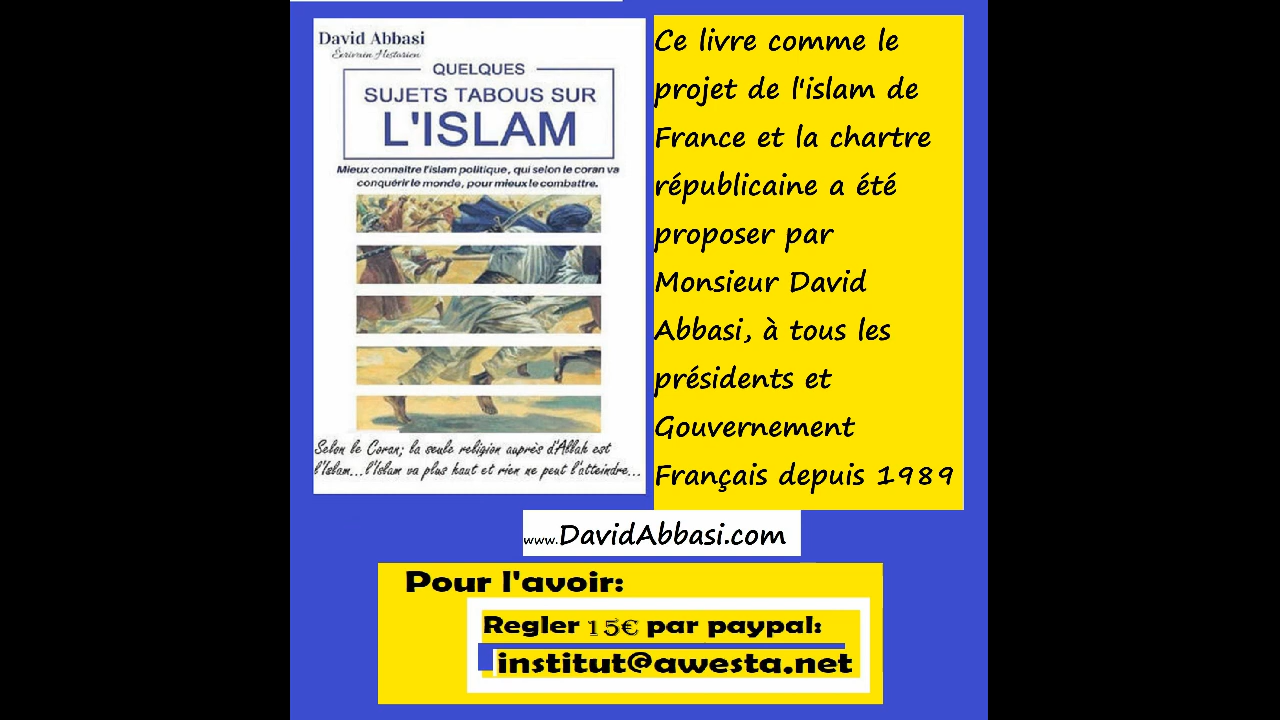 David Abbasi
Écrivain Historien
QUELQUES
SUJETS TABOUS SUR
L'ISLAM
Mieux connaitre l'islam politique, qui selon le coran va
conquérir le monde, pour mieux le combattre.
Selon le Coran; la seule religion auprès d'Allah est
l'Islam...l'Islam va plus haut et rien ne peut l'atteindre...
Ce livre comme le
projet de l'islam de
France et la chartre
républicaine a été
proposer par
Monsieur David
Abbasi, à tous les
présidents et
Gouvernement
Français depuis 1989
www.DavidAbbasi.com
Pour l'avoir:
Regler 15€ par paypal:
institut@awesta.net